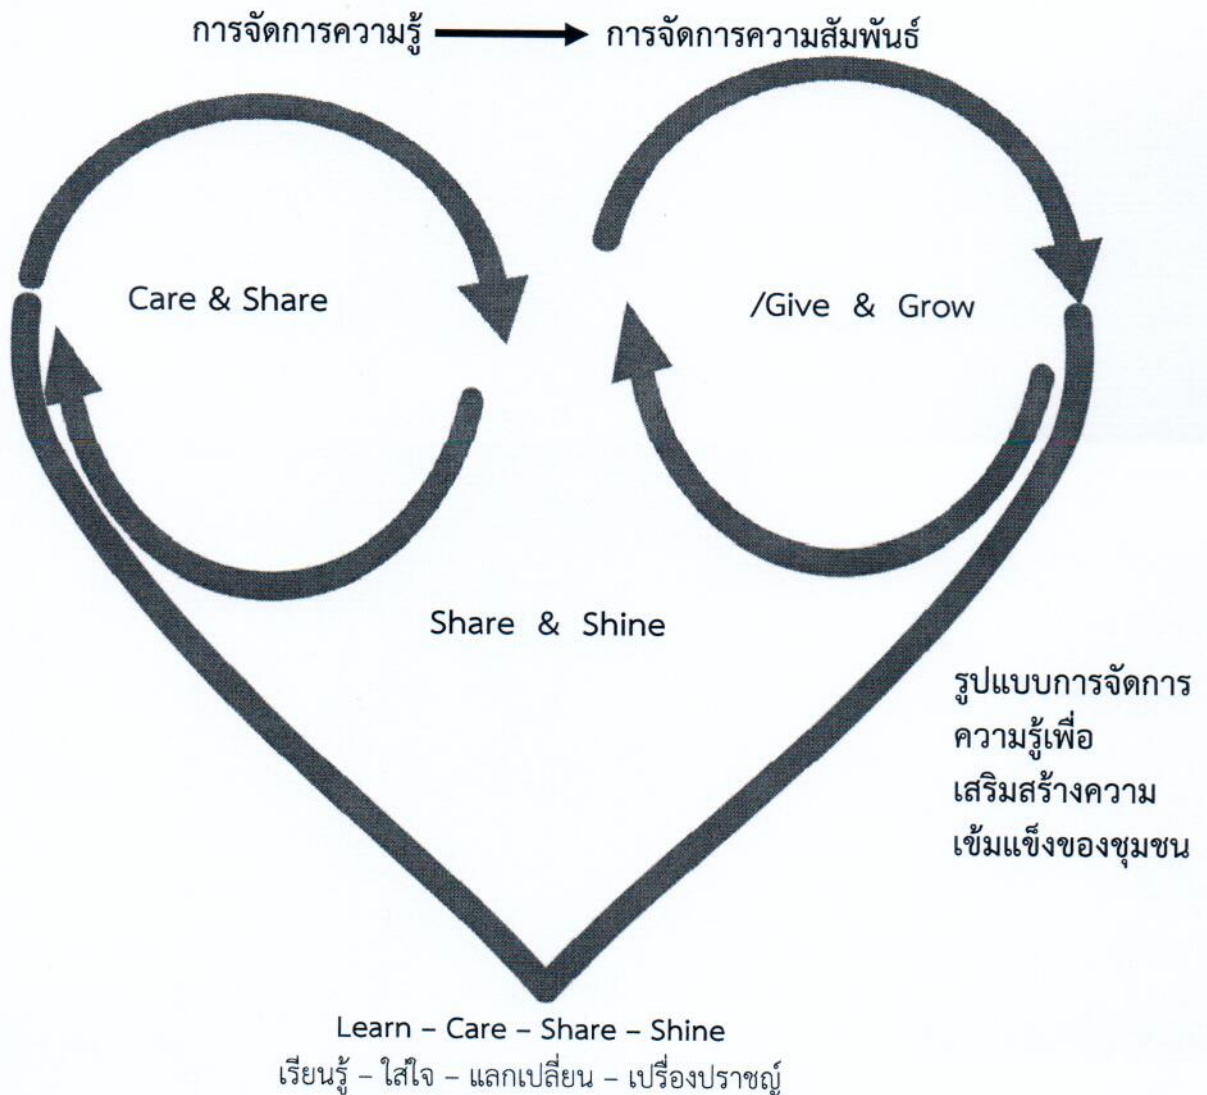 การจัดการความรู้ การจัดการความสัมพันธ์
Care & Share
/Give & Grow
Share & Shine
รูปแบบการจัดการ
ความรู้เพื่อ
เสริมสร้างความ
เข้มแข็งของชุมชน
Learn – Care – Share – Shine
เรียนรู้ – ใส่ใจ – แลกเปลี่ยน – เปรื่องปราชญ์